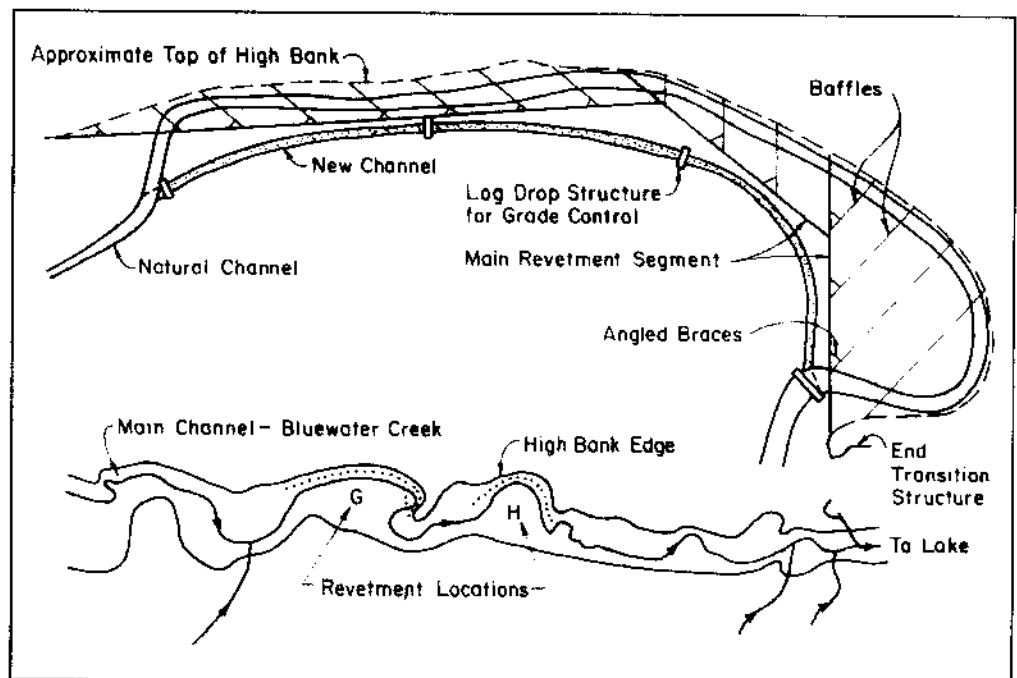 Approximate Top of High Bank
Baffles
New Channel
Log Drop Structure
for Grade Control
Natural Channel
Main Revetment Segment
Angled Braces
Main Channel – Bluewater Creek
High Bank Edge
End
Transition
Structure
G
H
To Lake
Revetment Locations